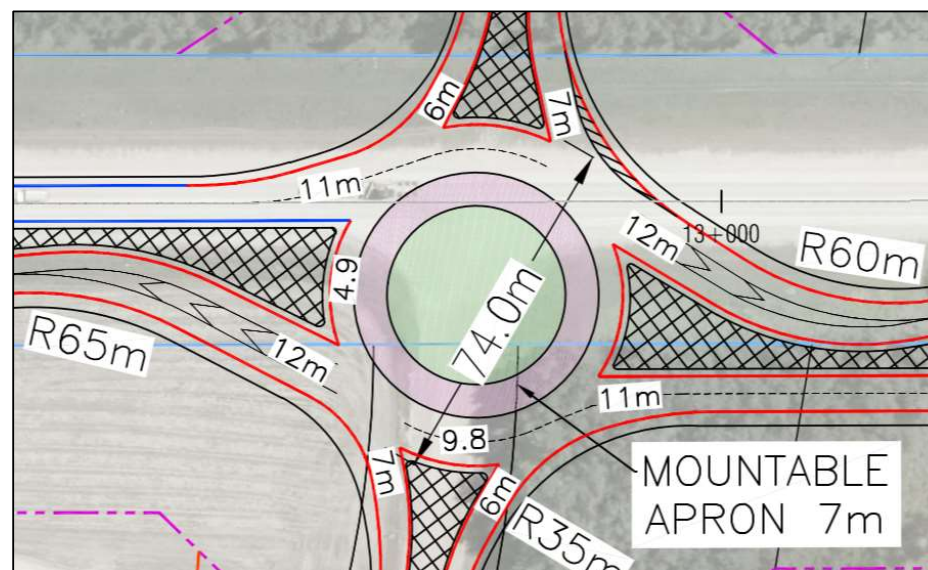 6m
7m
11m
12m
13+000
R60m
4.9
74.0m
R65m
12m
11m
9.8
7m
6m
R35m
MOUNTABLE
APRON 7m